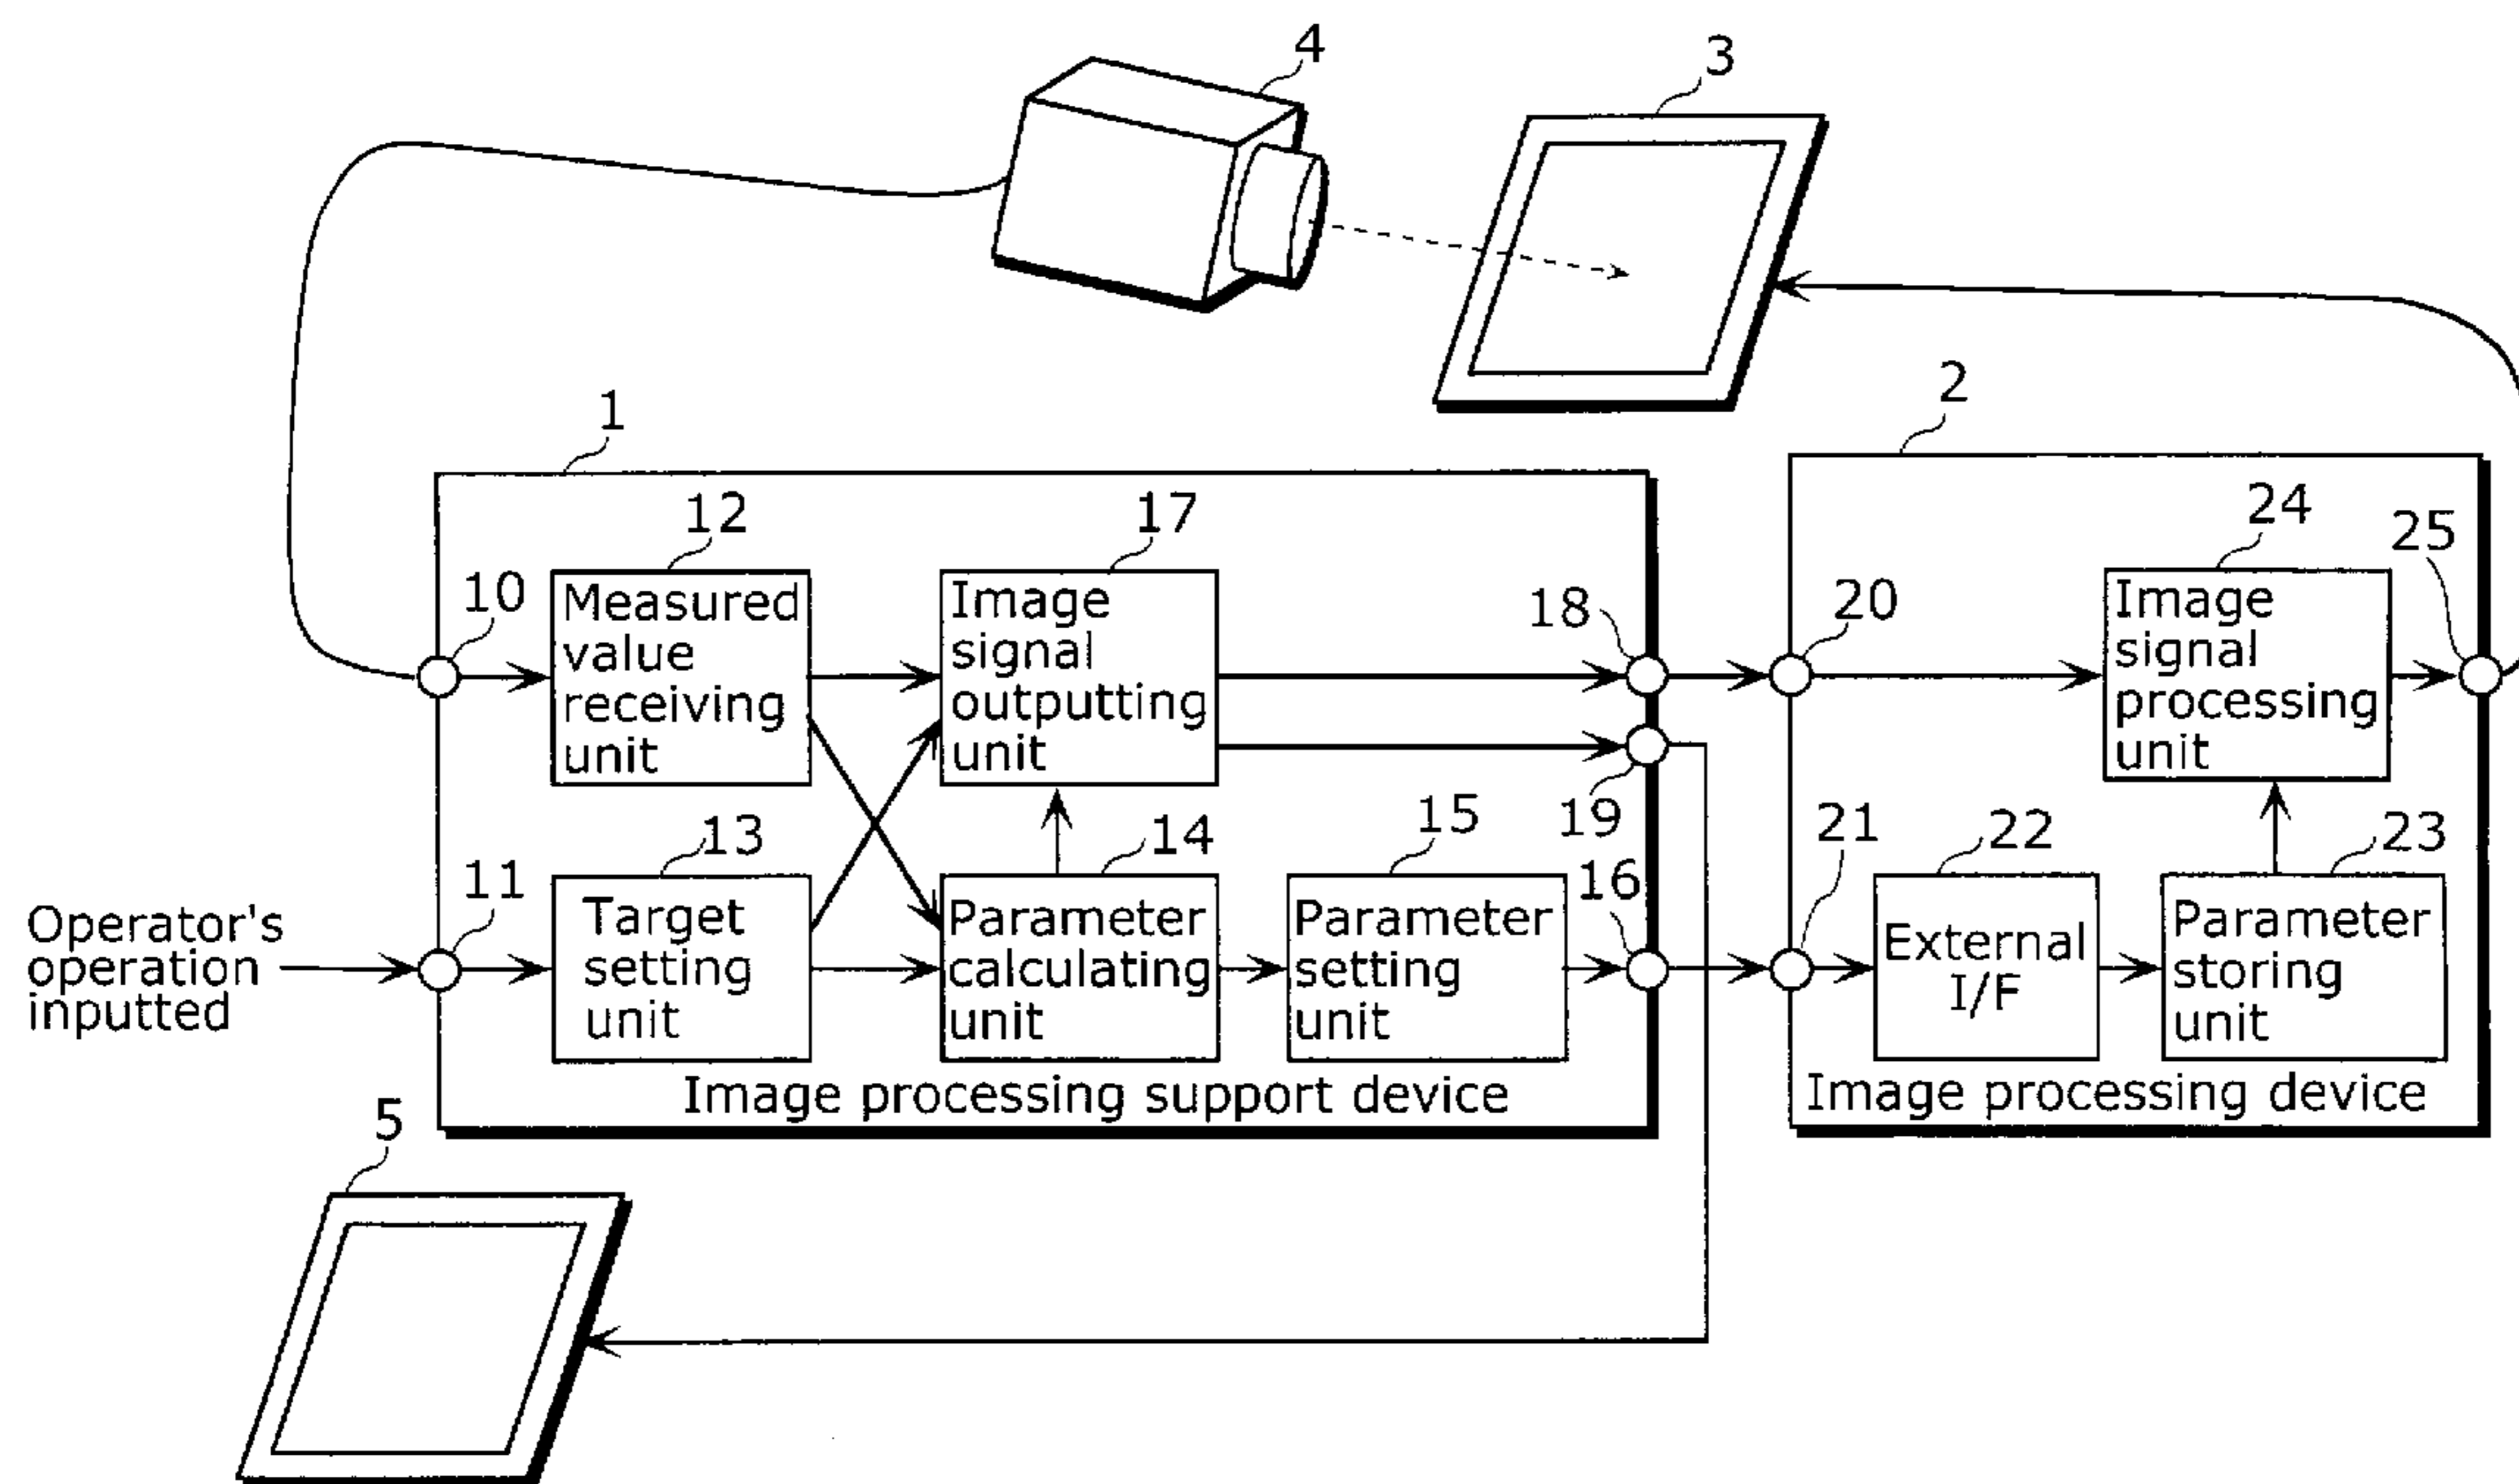 4
3
1
2
12
17
24
25
10
Measured
value
receiving
unit
Image
signal
outputting
unit
18
20
Image
signal
processing
unit
19
11
13
14
15
16
21
22
23
Operator's
operation
inputted
Target
setting
unit
Parameter
calculating
unit
Parameter
setting
unit
External
I/F
Parameter
storing
unit
Image processing support device
Image processing device
5